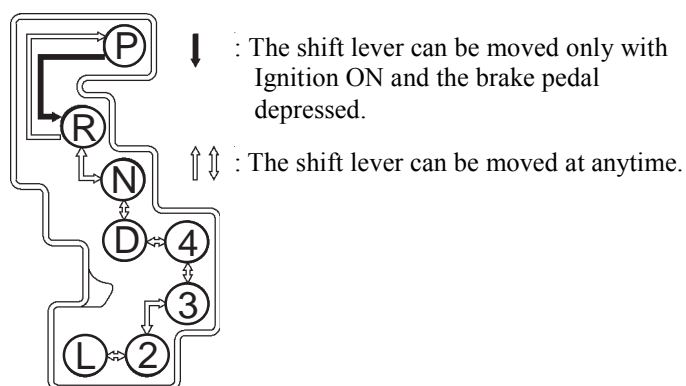 P
: The shift lever can be moved only with
Ignition ON and the brake pedal
depressed.
R
: The shift lever can be moved at anytime.
N
D 4
3
L 2